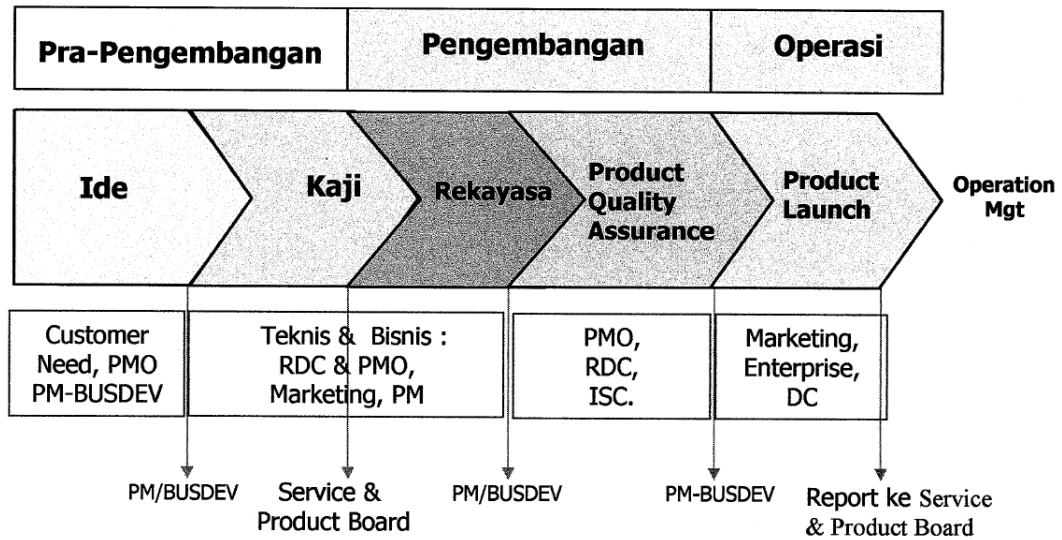 Pra-Pengembangan
Pengembangan
Operasi
Ide
Kaji
Rekayasa
Product
Quality
Assurance
Product
Launch
Operation
Mgt
Customer
Need, PMO
PM-BUSDEV
Teknis & Bisnis :
RDC & PMO,
Marketing, PM
PMO,
RDC,
ISC.
Marketing,
Enterprise,
DC
PM/BUSDEV
Service &
Product Board
PM/BUSDEV
PM-BUSDEV
Report ke Service
& Product Board